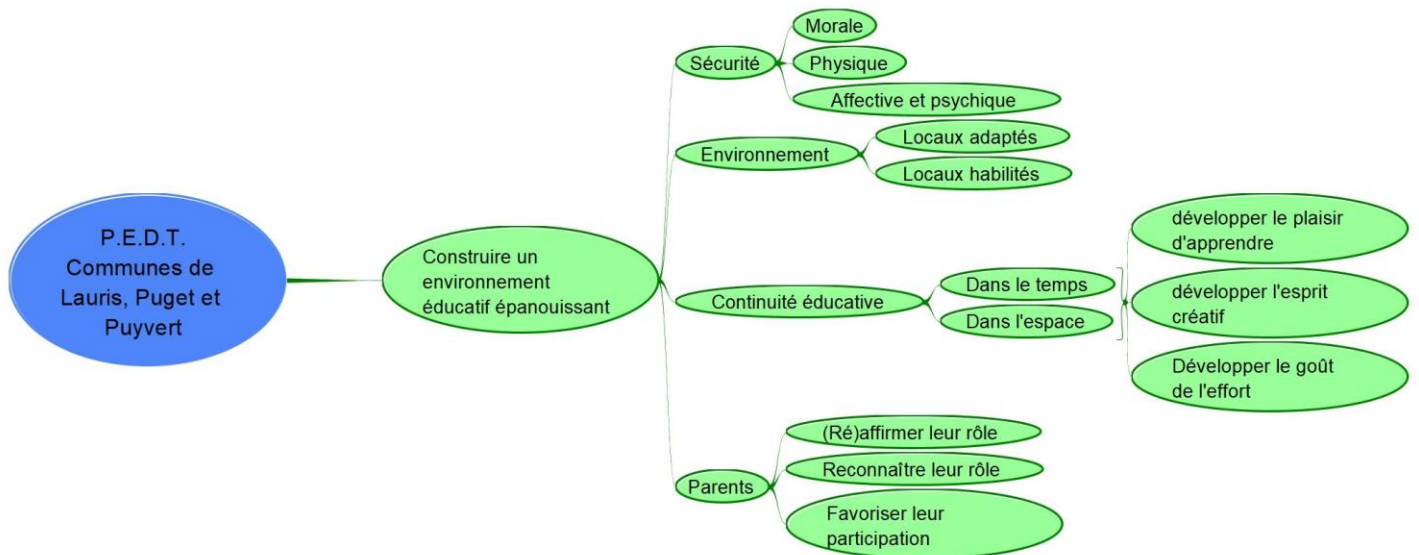 P.E.D.T.
Communes de
Lauris, Puget et
Puyvert
Construire un
environnement
éducatif épanouissant
Sécurité
Morale
Physique
Affective et psychique
Environnement
Locaux adaptés
Locaux habilités
Continuité éducative
Dans le temps
Dans l'espace
développer le plaisir
d'apprendre
développer l'esprit
créatif
Développer le goût
de l'effort
Parents
(Ré)affirmer leur rôle
Reconnaître leur rôle
Favoriser leur
participation